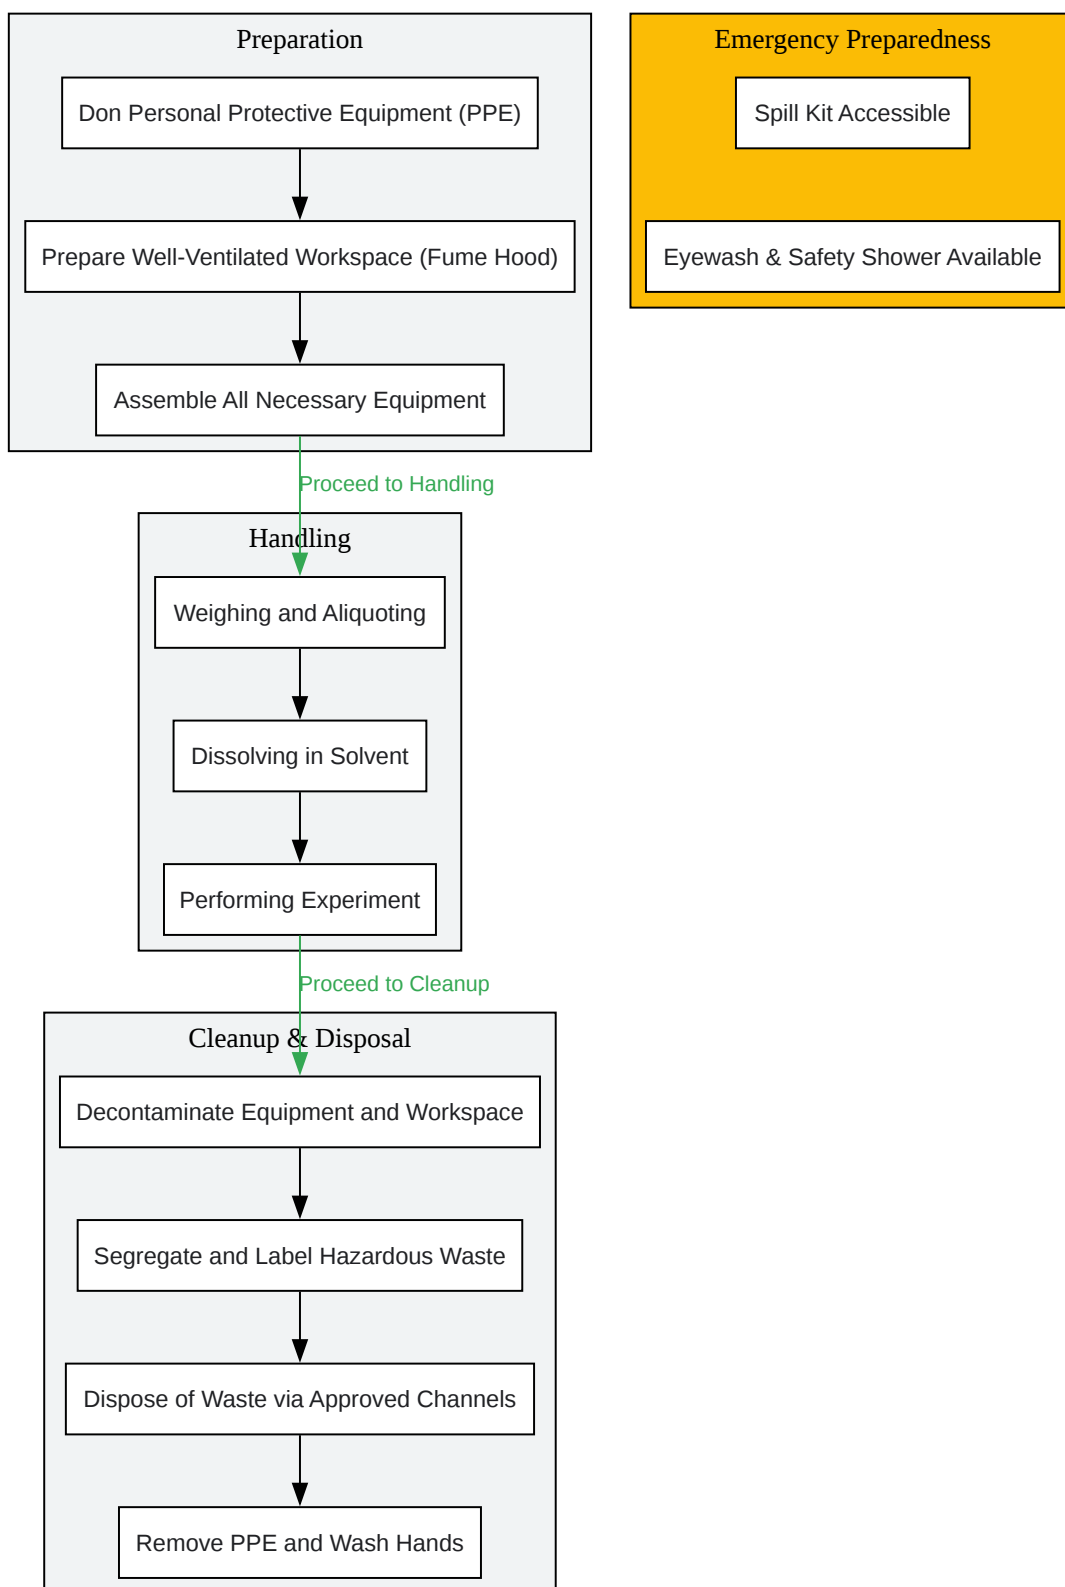 Preparation
Don Personal Protective Equipment (PPE)
Prepare Well-Ventilated Workspace (Fume Hood)
Assemble All Necessary Equipment
Emergency Preparedness
Spill Kit Accessible
Eyewash & Safety Shower Available
Proceed to Handling
Handling
Weighing and Aliquoting
Dissolving in Solvent
Performing Experiment
Proceed to Cleanup
Cleanup & Disposal
Decontaminate Equipment and Workspace
Segregate and Label Hazardous Waste
Dispose of Waste via Approved Channels
Remove PPE and Wash Hands